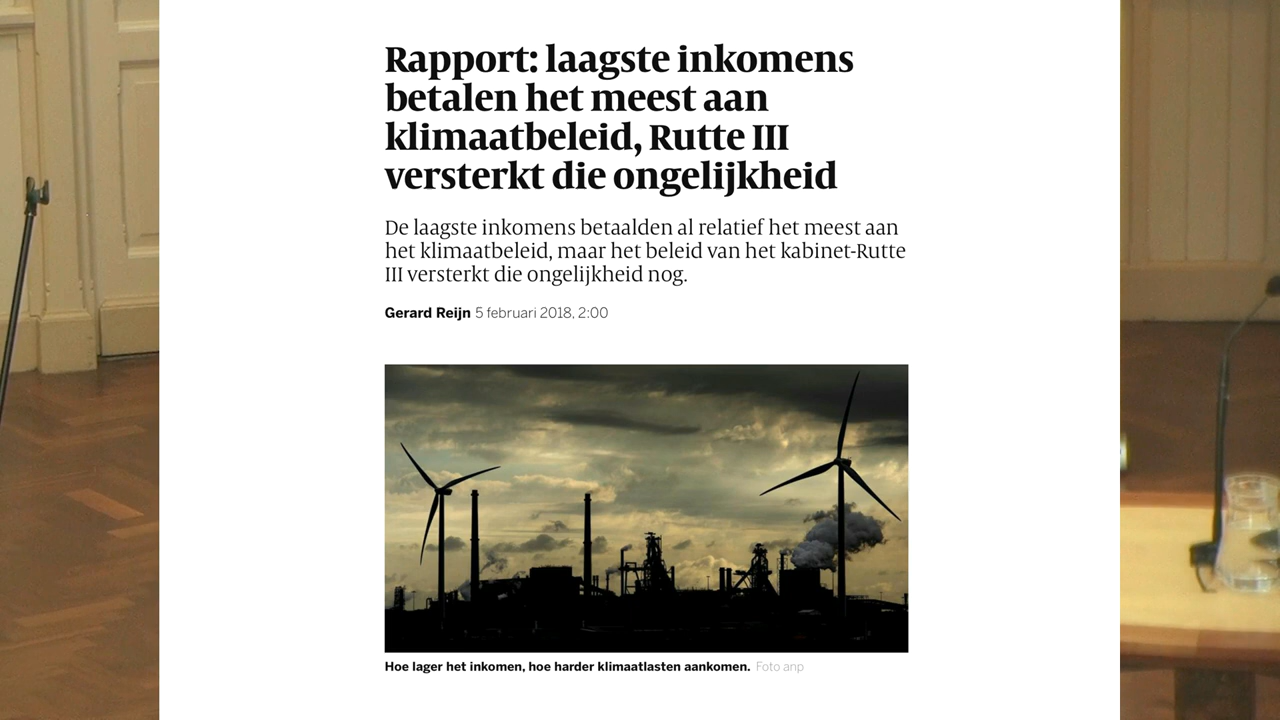 Rapport: laagste inkomens
betalen het meest aan
klimaatbeleid, Rutte III
versterkt die ongelijkheid
De laagste inkomens betaalden al relatief het meest aan
het klimaatbeleid, maar het beleid van het kabinet-Rutte
III versterkt die ongelijkheid nog.
Gerard Reijn 5 februari 2018, 2:00
Hoe lager het inkomen, hoe harder klimaatlasten aankomen. Foto anp